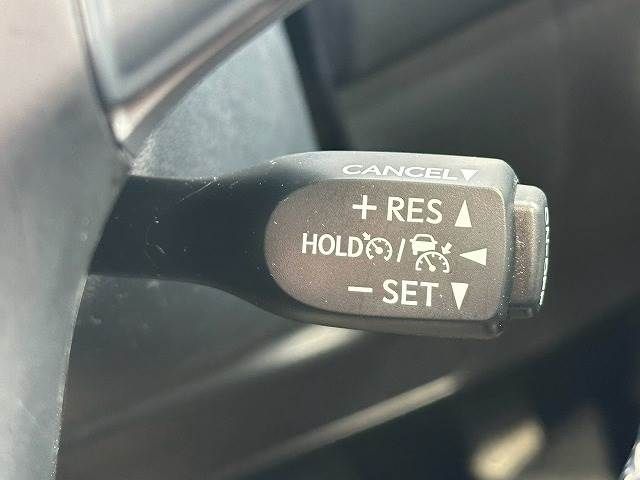 CANCEL▼
+ RES ▲
HOLD / ◄
− SET ▼